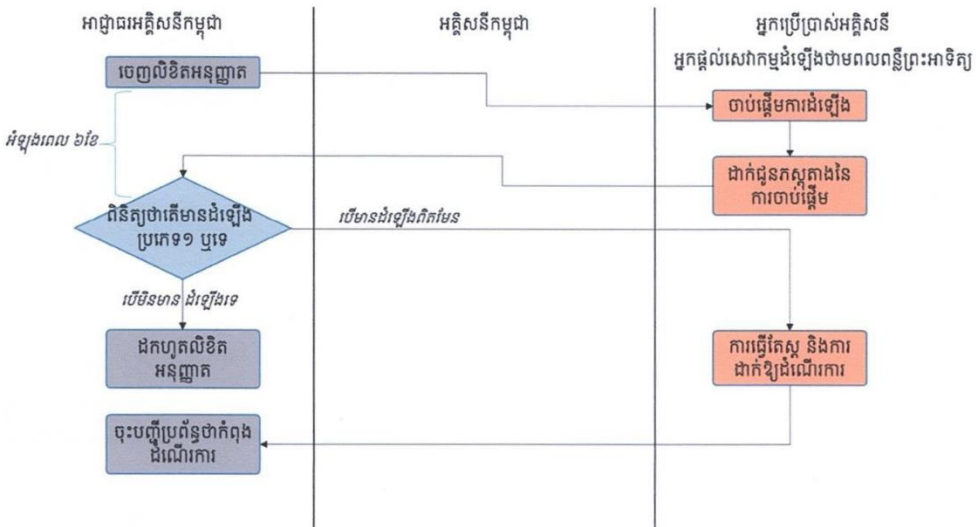 អាជ្ញាធរអគ្គិសនីកម្ពុជា
អគ្គិសនីកម្ពុជា
អ្នកប្រើប្រាស់អគ្គិសនី
អ្នកផ្តល់សេវាកម្មដំឡើងថាមពលពន្លឺព្រះអាទិត្យ
ចេញលិខិតអនុញ្ញាត
ចាប់ផ្តើមការដំឡើង
អំឡុងពេល ៦ខែ
ដាក់ជូនភស្តុតាងនៃ
ការចាប់ផ្តើម
ពិនិត្យថាតើមានដំឡើង
ប្រភេទ១ ឬទេ
បើមានដំឡើងពិតមែន
បើមិនមាន ដំឡើងទេ
ដកហូតលិខិត
អនុញ្ញាត
ការធ្វើតែស្ត និងការ
ដាក់ឱ្យដំណើរការ
ចុះបញ្ជីប្រព័ន្ធថាកំពុង
ដំណើរការ